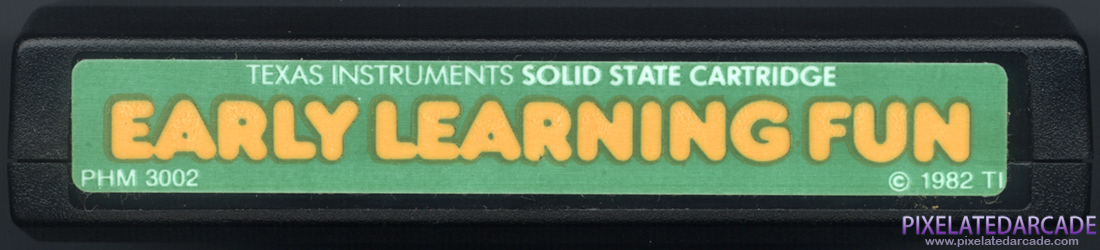 TEXAS INSTRUMENTS SOLID STATE CARTRIDGE
EARLY LEARNING FUN
PHM 3002
© 1982 TI
PIXELATEDARCADE
www.pixelatedarcade.com